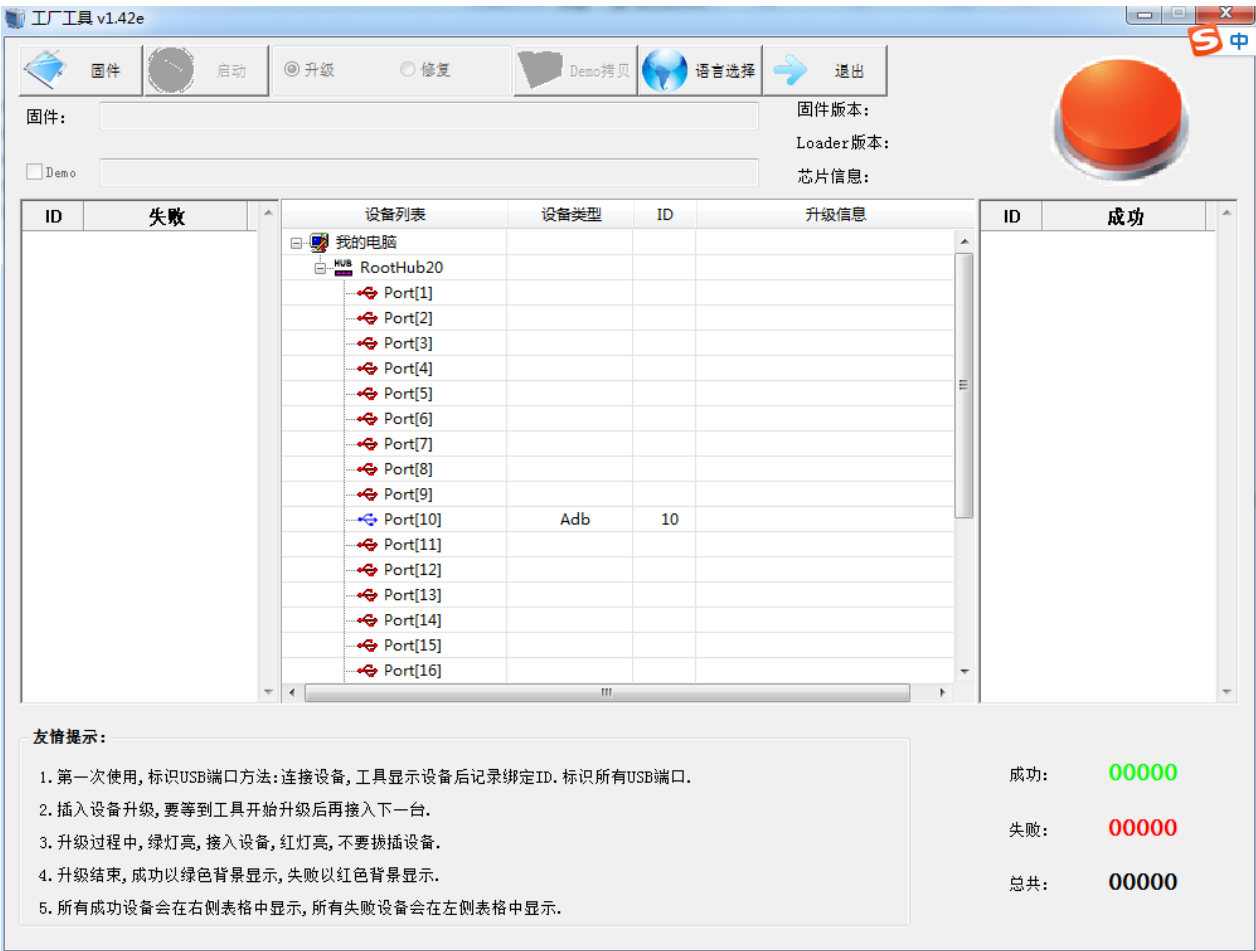 工厂工具 v1.42e
中
固件
启动
升级
修复
Demo拷贝
语言选择
退出
固件:
固件版本:
Loader版本:
Demo
芯片信息:
ID 失败
设备列表 设备类型 ID 升级信息
ID 成功
我的电脑
HUB RootHub20
Port[1]
Port[2]
Port[3]
Port[4]
Port[5]
Port[6]
Port[7]
Port[8]
Port[9]
Port[10] Adb 10
Port[11]
Port[12]
Port[13]
Port[14]
Port[15]
Port[16]
友情提示:
1.第一次使用,标识USB端口方法:连接设备,工具显示设备后记录绑定ID.标识所有USB端口.
2.插入设备升级,要等到工具开始升级后再接入下一台.
3.升级过程中,绿灯亮,接入设备,红灯亮,不要拔插设备.
4.升级结束,成功以绿色背景显示,失败以红色背景显示.
5.所有成功设备会在右侧表格中显示,所有失败设备会在左侧表格中显示.
成功: 00000
失败: 00000
总共: 00000